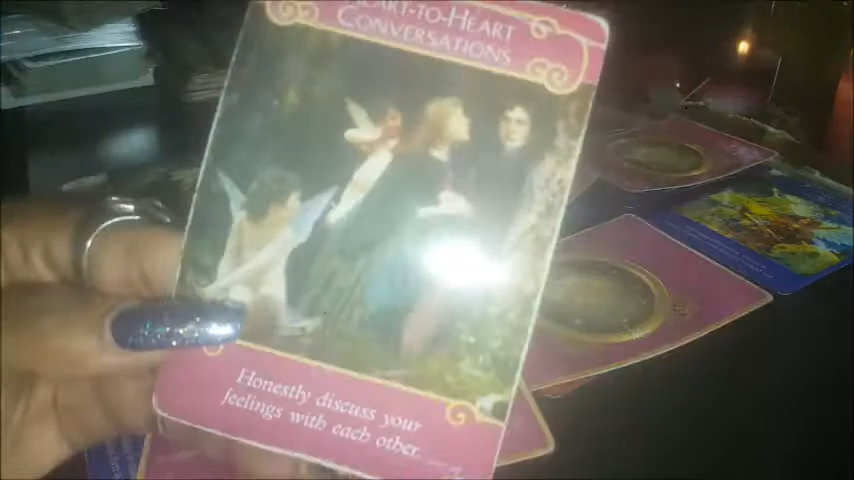 HEART-TO-HEART
CONVERSATIONS
Honestly discuss your
feelings with each other.